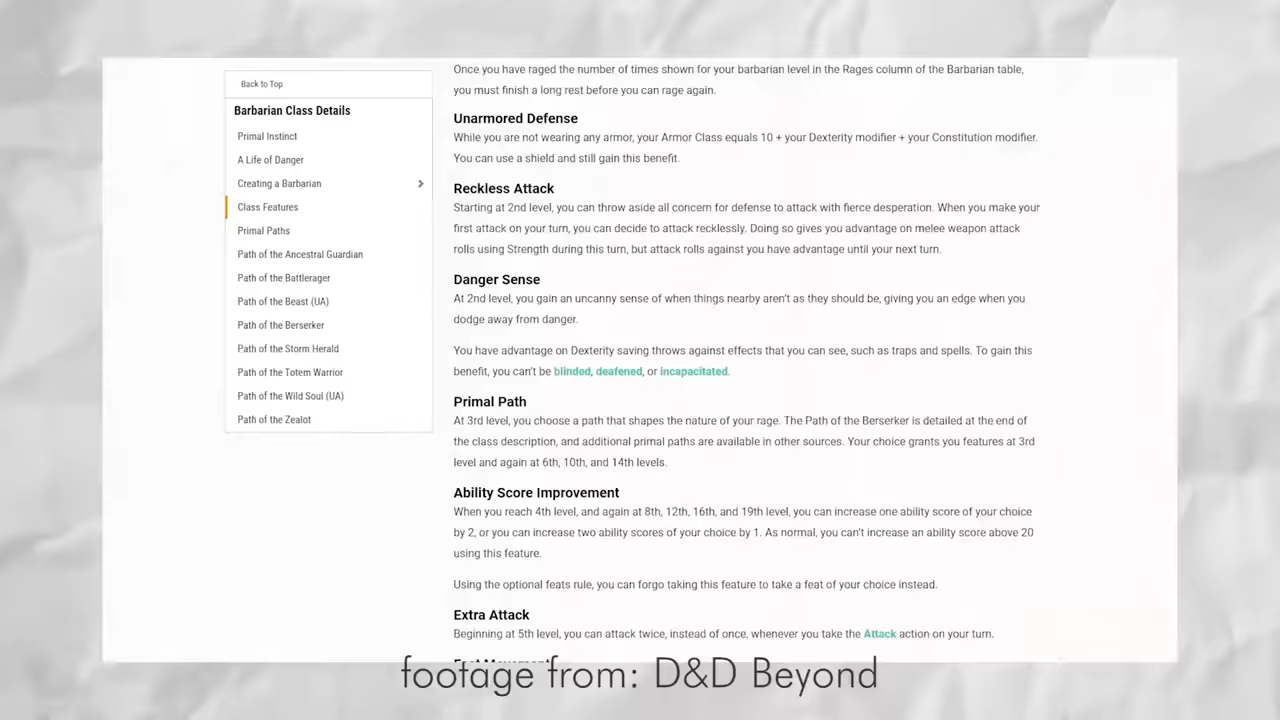 Back to Top
Barbarian Class Details
Primal Instinct
A Life of Danger
Creating a Barbarian
Class Features
Primal Paths
Path of the Ancestral Guardian
Path of the Battlerager
Path of the Beast (UA)
Path of the Berserker
Path of the Storm Herald
Path of the Totem Warrior
Path of the Wild Soul (UA)
Path of the Zealot
Once you have raged the number of times shown for your barbarian level in the Rages column of the Barbarian table,
you must finish a long rest before you can rage again.
Unarmored Defense
While you are not wearing any armor, your Armor Class equals 10 + your Dexterity modifier + your Constitution modifier.
You can use a shield and still gain this benefit.
Reckless Attack
Starting at 2nd level, you can throw aside all concern for defense to attack with fierce desperation. When you make your
first attack on your turn, you can decide to attack recklessly. Doing so gives you advantage on melee weapon attack
rolls using Strength during this turn, but attack rolls against you have advantage until your next turn.
Danger Sense
At 2nd level, you gain an uncanny sense of when things nearby aren't as they should be, giving you an edge when you
dodge away from danger.
You have advantage on Dexterity saving throws against effects that you can see, such as traps and spells. To gain this
benefit, you can't be blinded, deafened, or incapacitated.
Primal Path
At 3rd level, you choose a path that shapes the nature of your rage. The Path of the Berserker is detailed at the end of
the class description, and additional primal paths are available in other sources. Your choice grants you features at 3rd
level and again at 6th, 10th, and 14th levels.
Ability Score Improvement
When you reach 4th level, and again at 8th, 12th, 16th, and 19th level, you can increase one ability score of your choice
by 2, or you can increase two ability scores of your choice by 1. As normal, you can't increase an ability score above 20
using this feature.
Using the optional feats rule, you can forgo taking this feature to take a feat of your choice instead.
Extra Attack
Beginning at 5th level, you can attack twice, instead of once, whenever you take the Attack action on your turn.
footage from: D&D Beyond